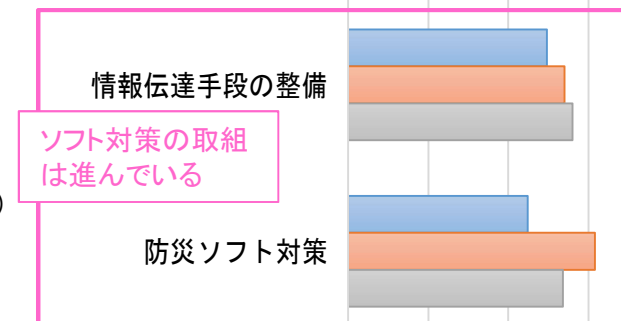 情報伝達手段の整備
ソフト対策の取組
は進んでいる
)
防災ソフト対策